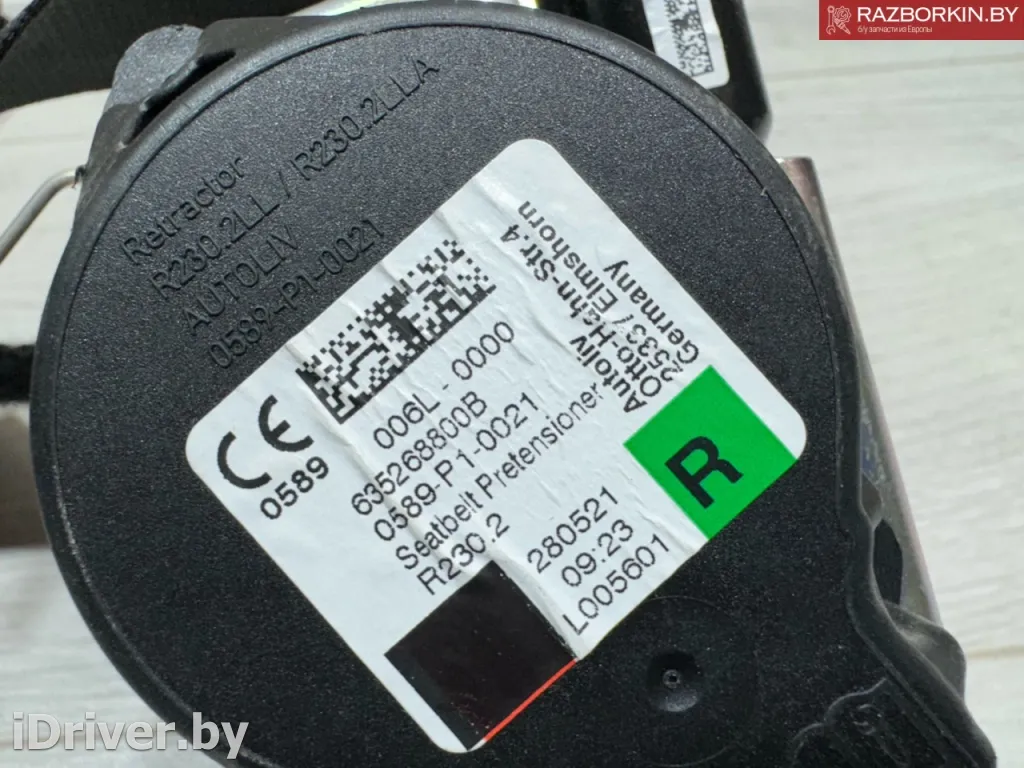 RAZBORKIN.BY
б/у запчасти из Европы
Retractor
R230.2LL / R230.2LLA
AUTOLIV
0589-P1-0021
CE
0589
006L - 0000
635268800B
0589-P1-0021
Seatbelt Pretensioner
R230.2
Autoliv
Otto-Hahn-Str.4
25337 Elmshorn
Germany
R
280521
09:23
L005601
iDriver.by